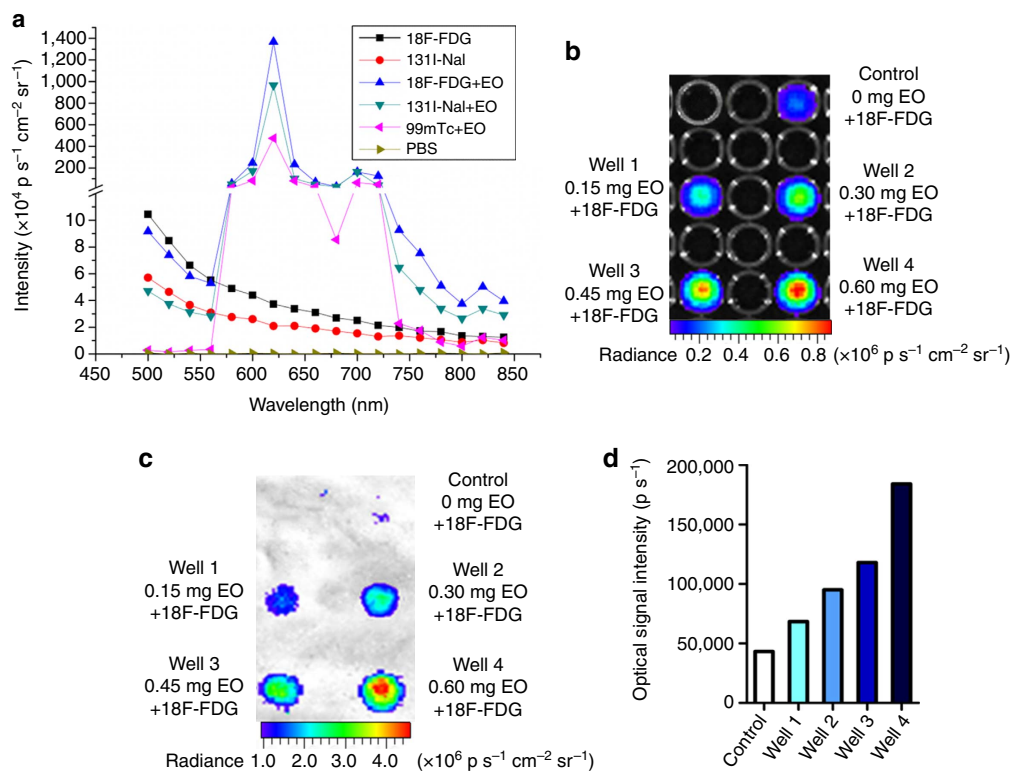 a
Intensity (×10⁴ p s⁻¹ cm⁻² sr⁻¹)
1,400
1,200
1,000
800
600
400
200
10
8
6
4
2
0
450
500
550
600
650
700
750
800
850
Wavelength (nm)
18F-FDG
131I-NaI
18F-FDG+EO
131I-NaI+EO
99mTc+EO
PBS
b
Control
0 mg EO
+18F-FDG
Well 1
0.15 mg EO
+18F-FDG
Well 2
0.30 mg EO
+18F-FDG
Well 3
0.45 mg EO
+18F-FDG
Well 4
0.60 mg EO
+18F-FDG
Radiance 0.2 0.4 0.6 0.8 (×10⁶ p s⁻¹ cm⁻² sr⁻¹)
c
Control
0 mg EO
+18F-FDG
Well 1
0.15 mg EO
+18F-FDG
Well 2
0.30 mg EO
+18F-FDG
Well 3
0.45 mg EO
+18F-FDG
Well 4
0.60 mg EO
+18F-FDG
Radiance 1.0 2.0 3.0 4.0 (×10⁶ p s⁻¹ cm⁻² sr⁻¹)
d
Optical signal intensity (p s⁻¹)
200,000
150,000
100,000
50,000
0
Control
Well 1
Well 2
Well 3
Well 4